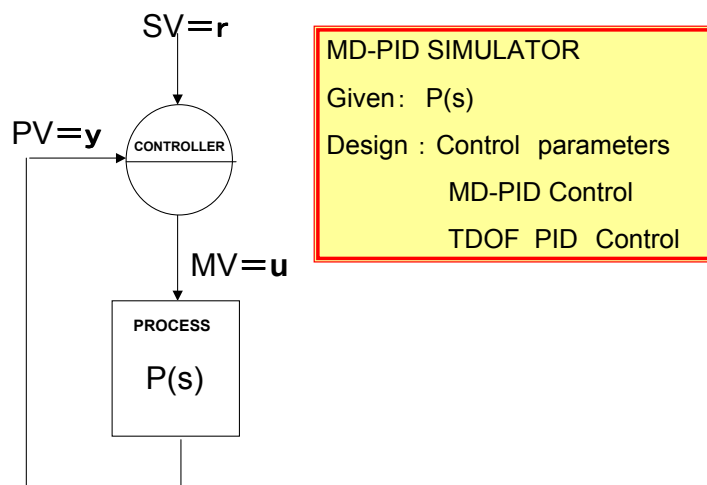 SV=r
PV=y
CONTROLLER
MV=u
PROCESS
P(s)
MD-PID SIMULATOR
Given: P(s)
Design : Control parameters
MD-PID Control
TDOF PID Control